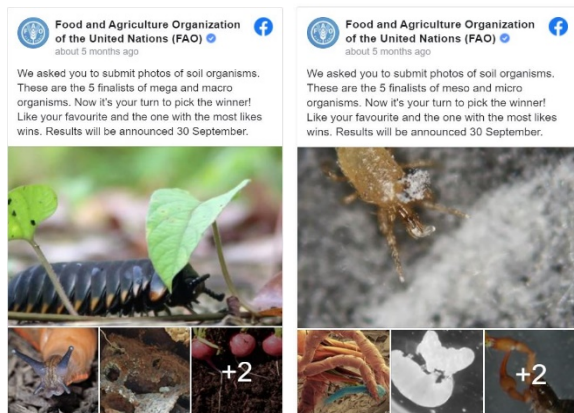 Food and Agriculture Organization
of the United Nations (FAO)
about 5 months ago
We asked you to submit photos of soil organisms.
These are the 5 finalists of mega and macro
organisms. Now it's your turn to pick the winner!
Like your favourite and the one with the most likes
wins. Results will be announced 30 September.
+2
Food and Agriculture Organization
of the United Nations (FAO)
about 5 months ago
We asked you to submit photos of soil organisms.
These are the 5 finalists of meso and micro
organisms. Now it's your turn to pick the winner!
Like your favourite and the one with the most likes
wins. Results will be announced 30 September.
+2